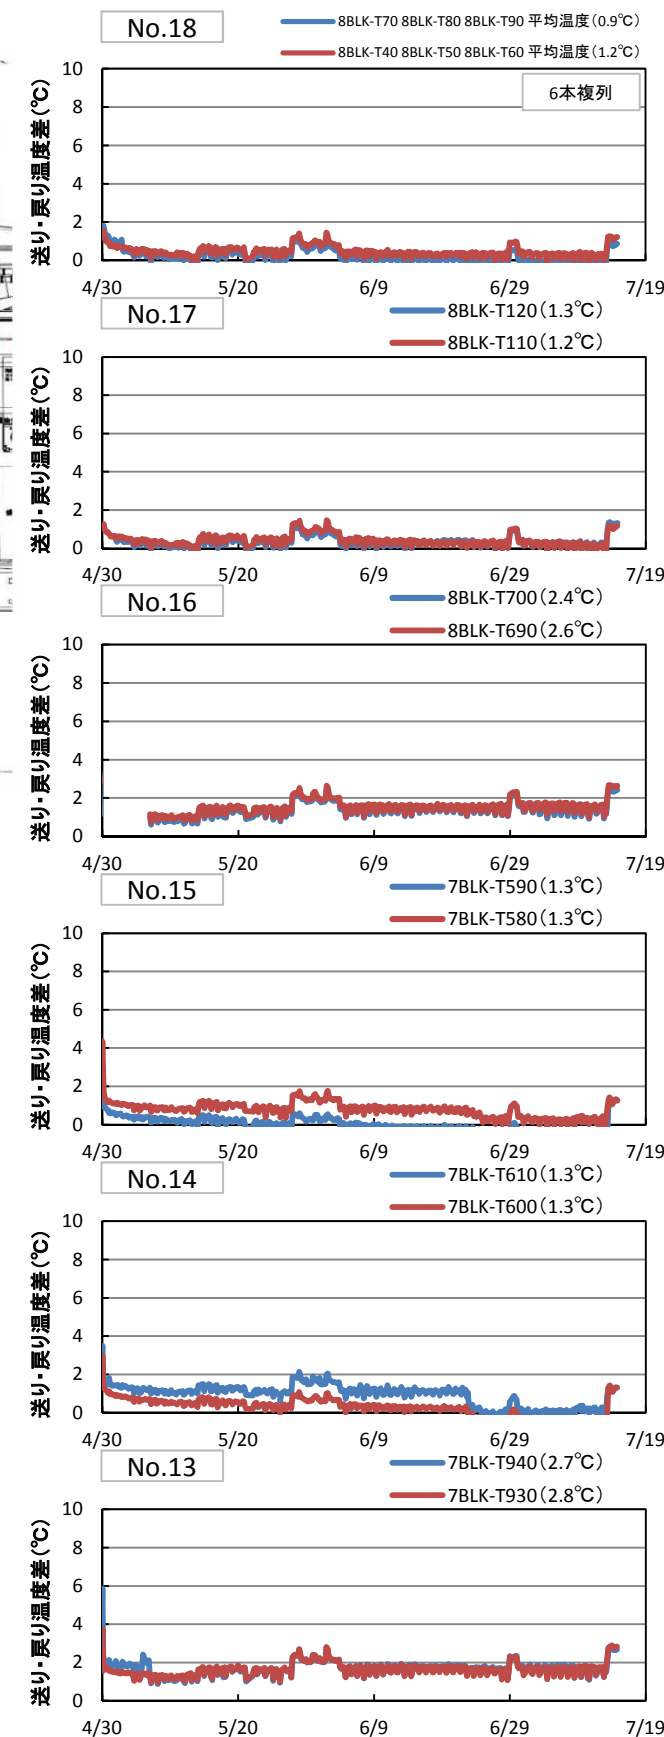 No.18
8BLK-T70 8BLK-T80 8BLK-T90 平均温度(0.9℃)
8BLK-T40 8BLK-T50 8BLK-T60 平均温度(1.2℃)
6本複列
送り・戻り温度差(℃)
10
8
6
4
2
0
4/30 5/20 6/9 6/29 7/19
No.17
8BLK-T120(1.3℃)
8BLK-T110(1.2℃)
送り・戻り温度差(℃)
10
8
6
4
2
0
4/30 5/20 6/9 6/29 7/19
No.16
8BLK-T700(2.4℃)
8BLK-T690(2.6℃)
送り・戻り温度差(℃)
10
8
6
4
2
0
4/30 5/20 6/9 6/29 7/19
No.15
7BLK-T590(1.3℃)
7BLK-T580(1.3℃)
送り・戻り温度差(℃)
10
8
6
4
2
0
4/30 5/20 6/9 6/29 7/19
No.14
7BLK-T610(1.3℃)
7BLK-T600(1.3℃)
送り・戻り温度差(℃)
10
8
6
4
2
0
4/30 5/20 6/9 6/29 7/19
No.13
7BLK-T940(2.7℃)
7BLK-T930(2.8℃)
送り・戻り温度差(℃)
10
8
6
4
2
0
4/30 5/20 6/9 6/29 7/19